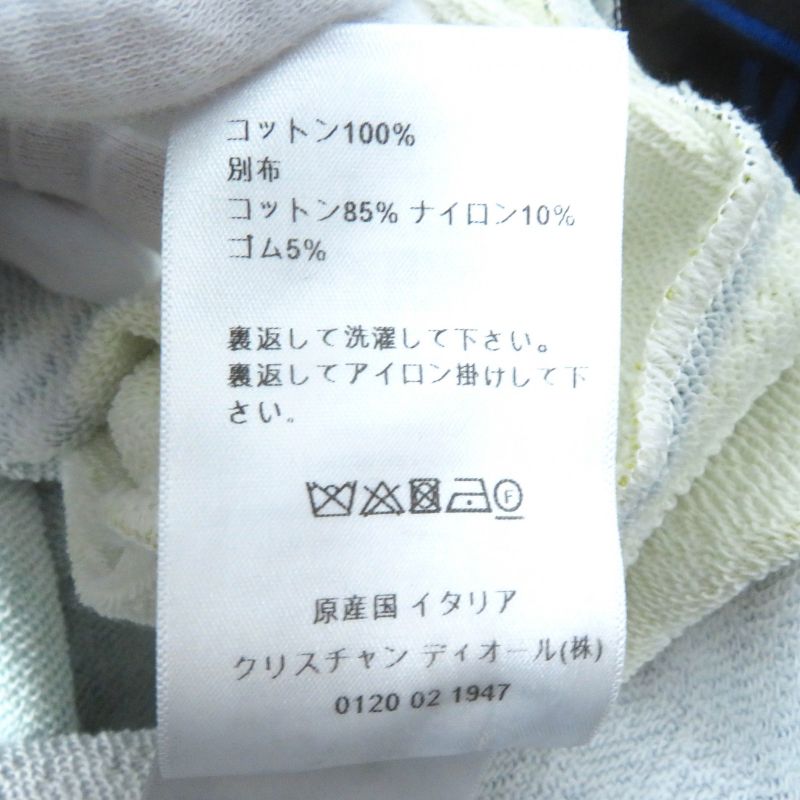 コットン100%
別布
コットン85% ナイロン10%
ゴム5%
裏返して洗濯して下さい。
裏返してアイロン掛けして下
さい。
F
原産国 イタリア
クリスチャン ディオール(株)
0120 02 1947